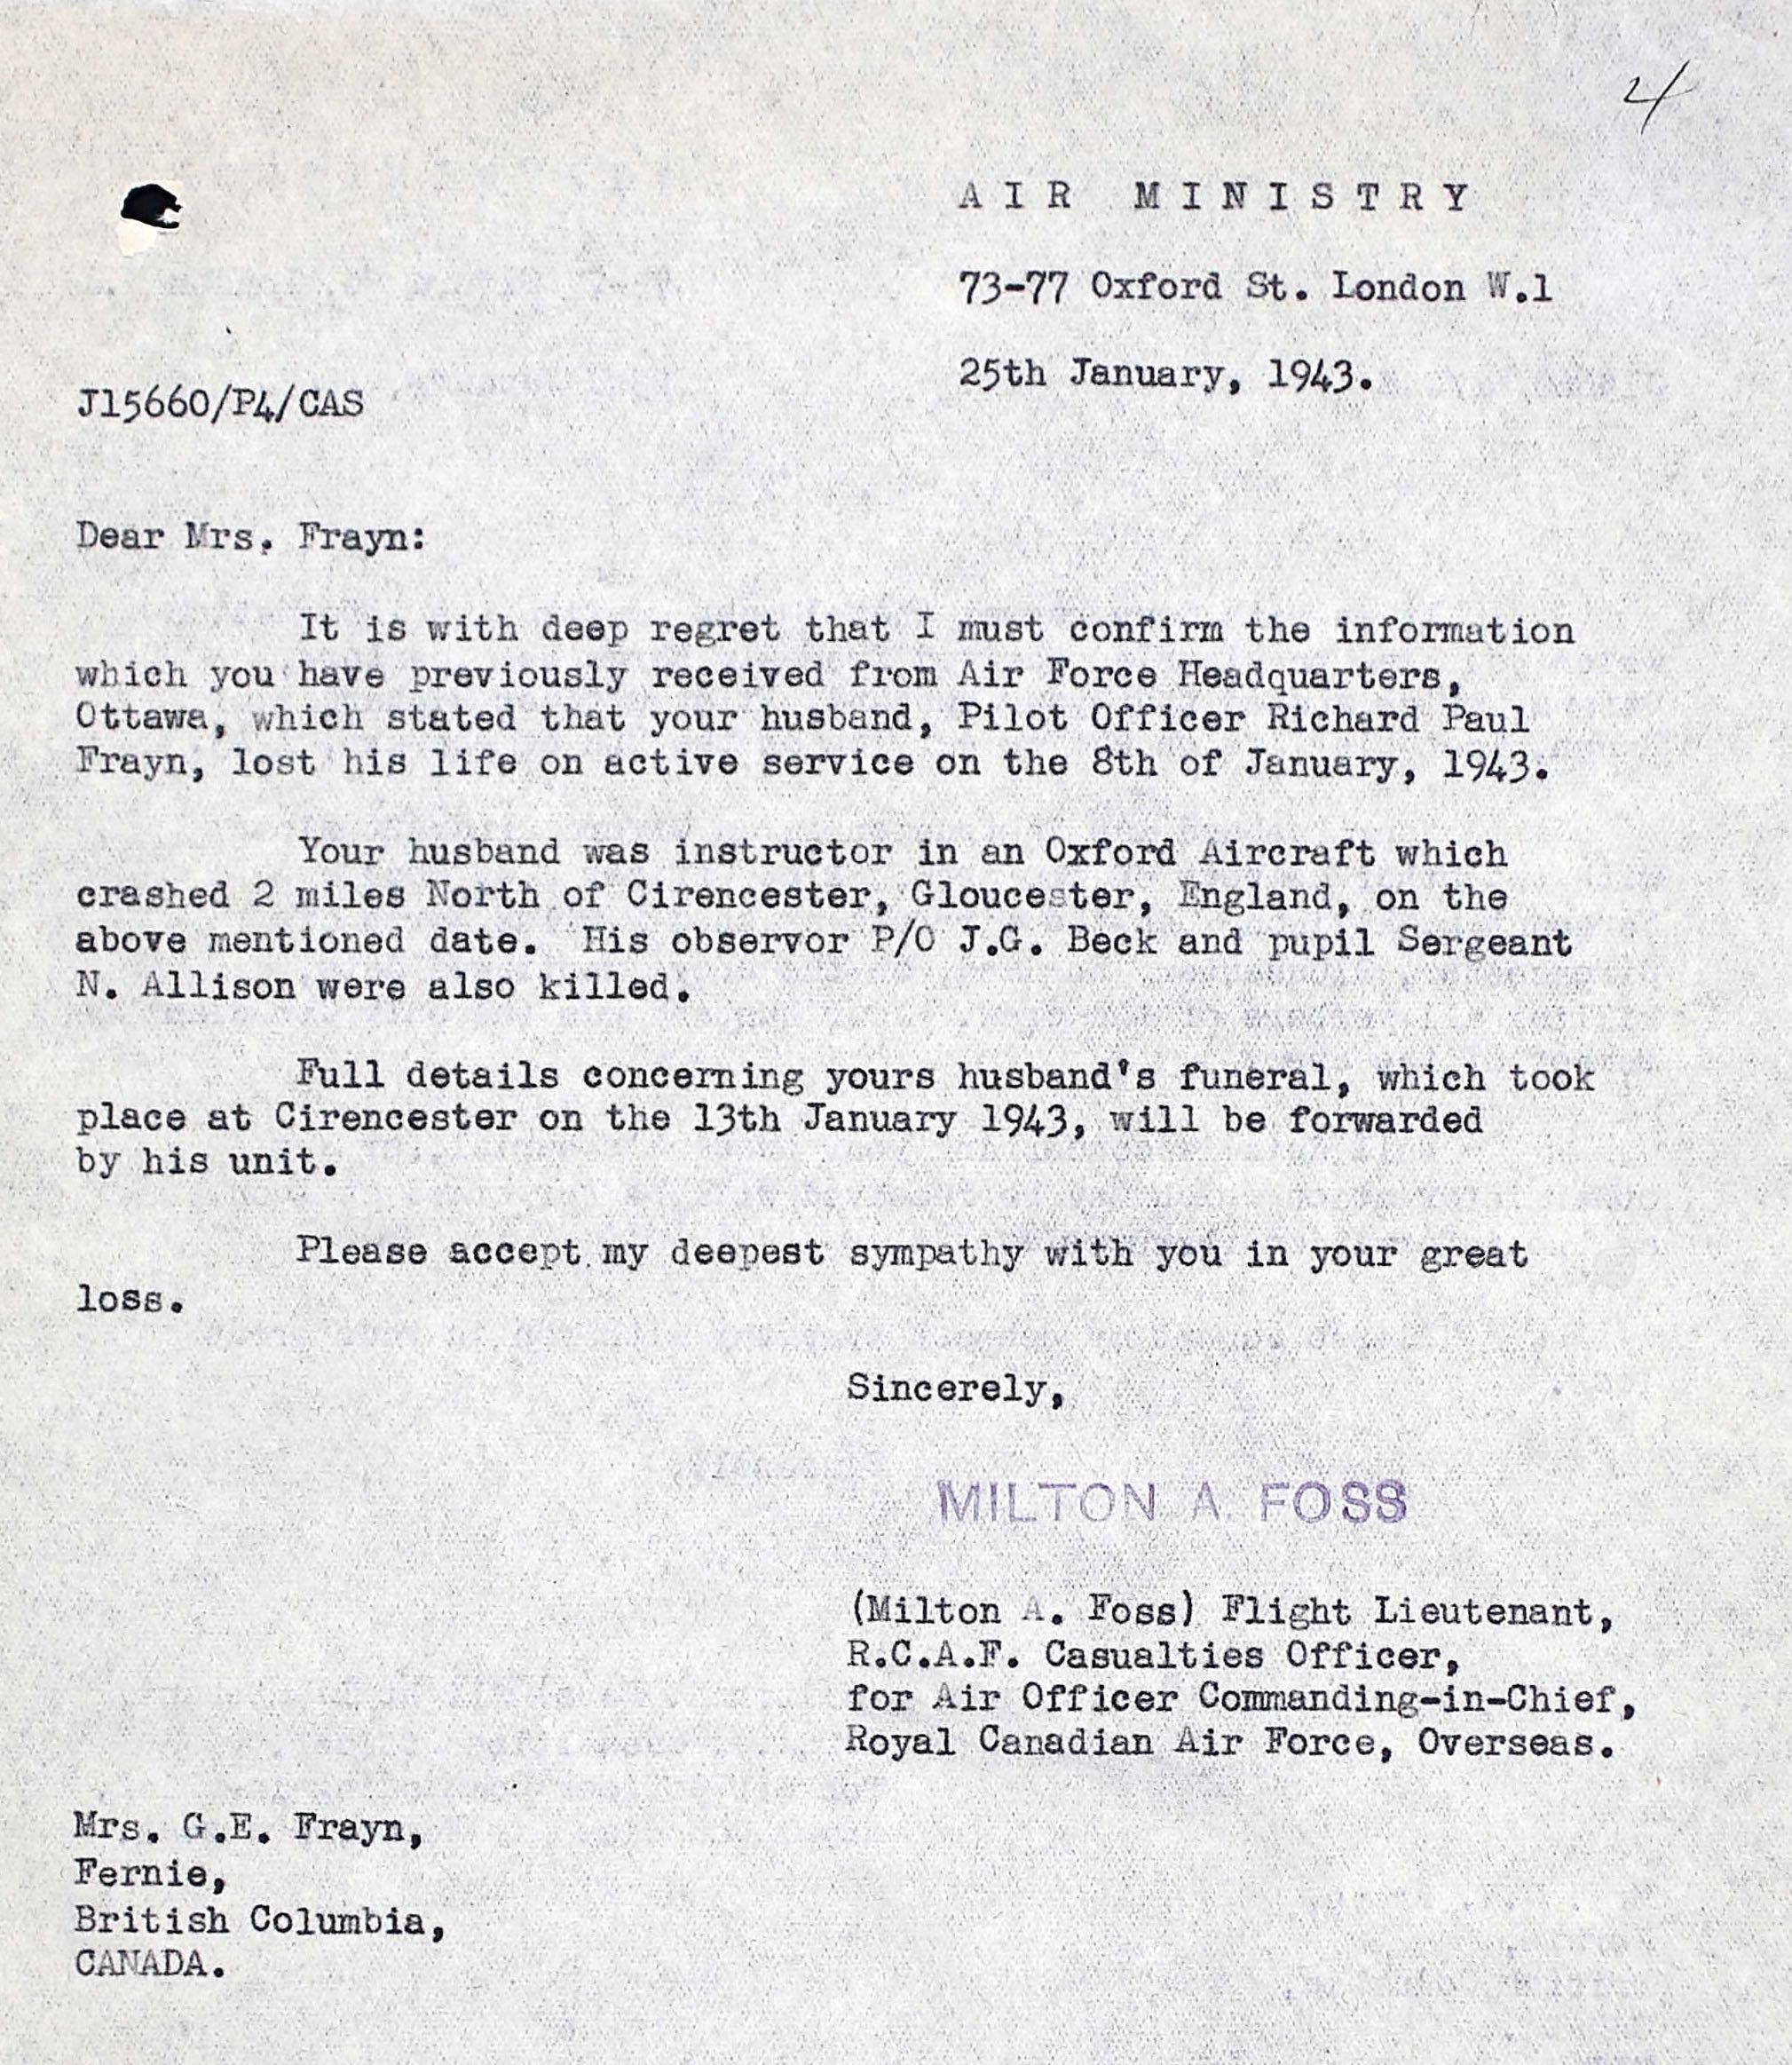 4
AIR MINISTRY
73-77 Oxford St. London W.1
25th January, 1943.
J15660/P4/CAS
Dear Mrs. Frayn:
It is with deep regret that I must confirm the information
which you have previously received from Air Force Headquarters,
Ottawa, which stated that your husband, Pilot Officer Richard Paul
Frayn, lost his life on active service on the 8th of January, 1943.
Your husband was instructor in an Oxford Aircraft which
crashed 2 miles North of Cirencester, Gloucester, England, on the
above mentioned date. His observor P/O J.G. Beck and pupil Sergeant
N. Allison were also killed.
Full details concerning yours husband's funeral, which took
place at Cirencester on the 13th January 1943, will be forwarded
by his unit.
Please accept my deepest sympathy with you in your great
loss.
Sincerely,
MILTON A. FOSS
(Milton A. Foss) Flight Lieutenant,
R.C.A.F. Casualties Officer,
for Air Officer Commanding-in-Chief,
Royal Canadian Air Force, Overseas.
Mrs. G.E. Frayn,
Fernie,
British Columbia,
CANADA.